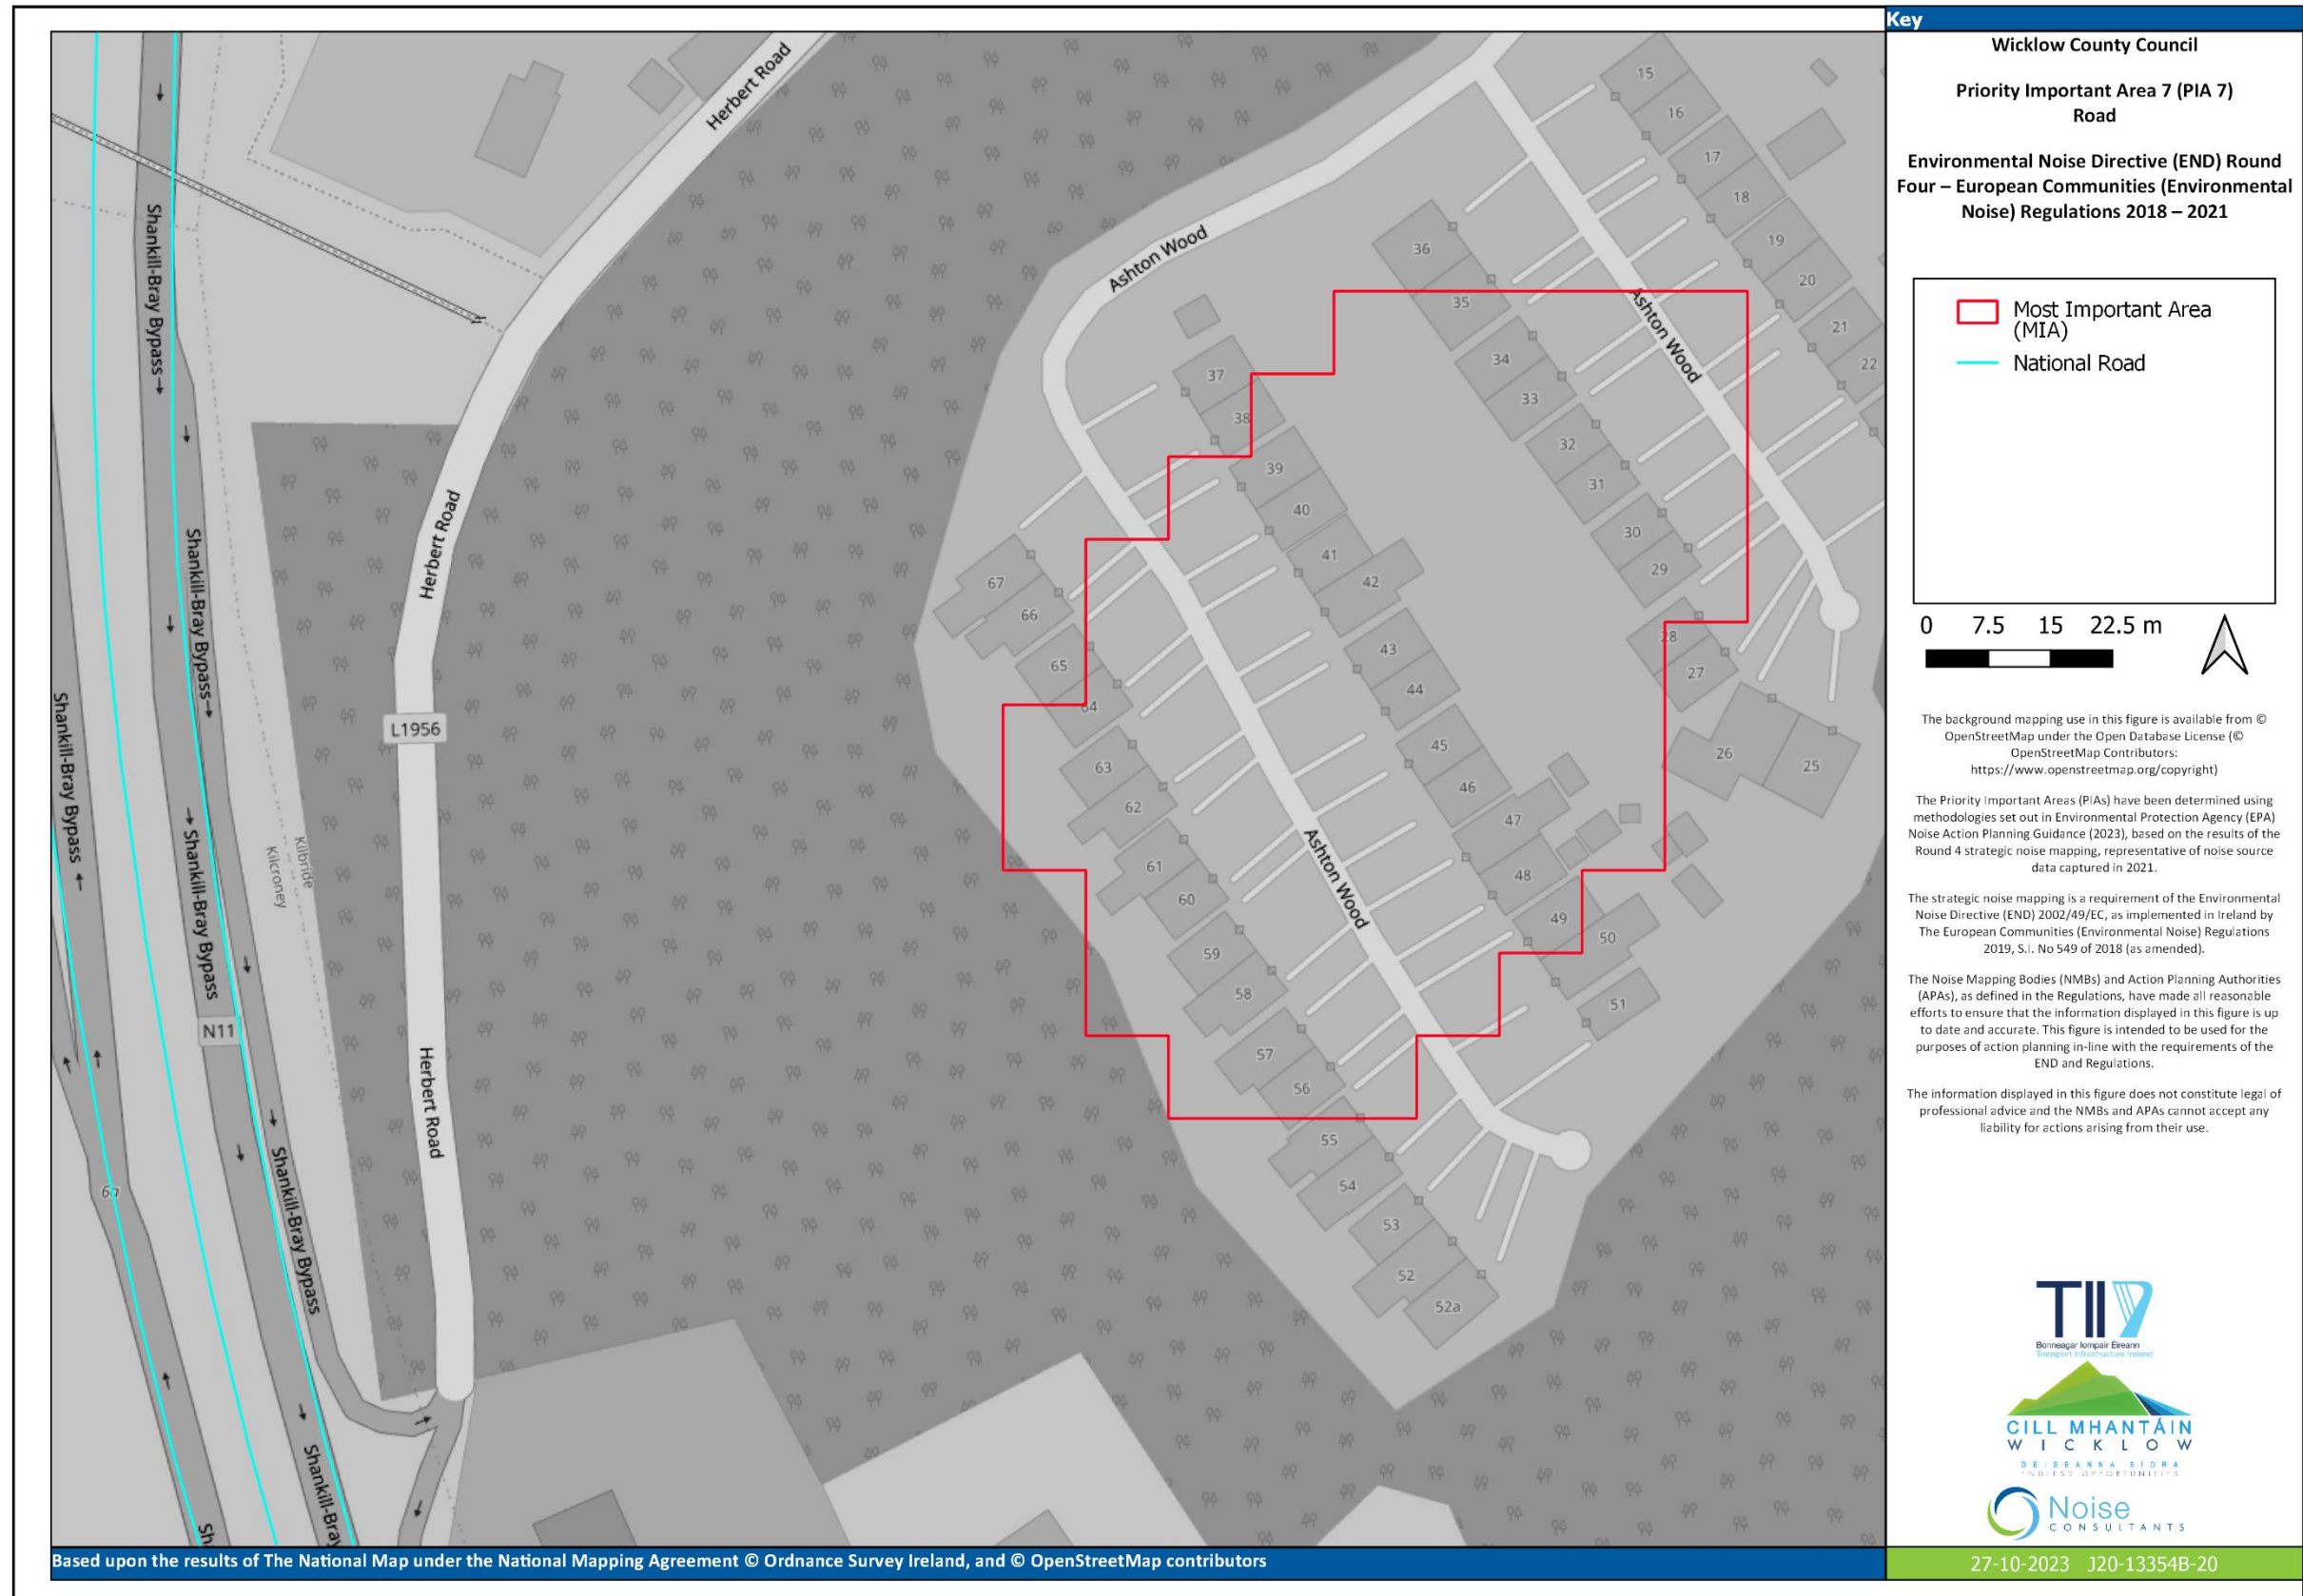 Key
Wicklow County Council
Priority Important Area 7 (PIA 7)
Road
Environmental Noise Directive (END) Round
Four – European Communities (Environmental
Noise) Regulations 2018 – 2021
Most Important Area
(MIA)
National Road
0 7.5 15 22.5 m
The background mapping use in this figure is available from ©
OpenStreetMap under the Open Database License (©
OpenStreetMap Contributors:
https://www.openstreetmap.org/copyright)
The Priority Important Areas (PIAs) have been determined using
methodologies set out in Environmental Protection Agency (EPA)
Noise Action Planning Guidance (2023), based on the results of the
Round 4 strategic noise mapping, representative of noise source
data captured in 2021.
The strategic noise mapping is a requirement of the Environmental
Noise Directive (END) 2002/49/EC, as implemented in Ireland by
The European Communities (Environmental Noise) Regulations
2019, S.I. No 549 of 2018 (as amended).
The Noise Mapping Bodies (NMBs) and Action Planning Authorities
(APAs), as defined in the Regulations, have made all reasonable
efforts to ensure that the information displayed in this figure is up
to date and accurate. This figure is intended to be used for the
purposes of action planning in-line with the requirements of the
END and Regulations.
The information displayed in this figure does not constitute legal of
professional advice and the NMBs and APAs cannot accept any
liability for actions arising from their use.
TII
Bonneagar Iompair Éireann
Transport Infrastructure Ireland
CILL MHANTÁIN
WICKLOW
DEISEANNA SÍORA
ENDLESS OPPORTUNITIES
Noise
CONSULTANTS
27-10-2023 J20-13354B-20
Herbert Road
Herbert Road
Herbert Road
L1956
Shankill-Bray Bypass
Shankill-Bray Bypass
Shankill-Bray Bypass
Shankill-Bray Bypass
Shankill-Bray Bypass
Shankill-Bray
Sh
N11
6a
Kilbride
Kilcroney
Ashton Wood
Ashton Wood
Ashton Wood
15
16
17
18
19
20
21
22
25
26
27
28
29
30
31
32
33
34
35
36
37
38
39
40
41
42
43
44
45
46
47
48
49
50
51
52
52a
53
54
55
56
57
58
59
60
61
62
63
64
65
66
67
Based upon the results of The National Map under the National Mapping Agreement © Ordnance Survey Ireland, and © OpenStreetMap contributors